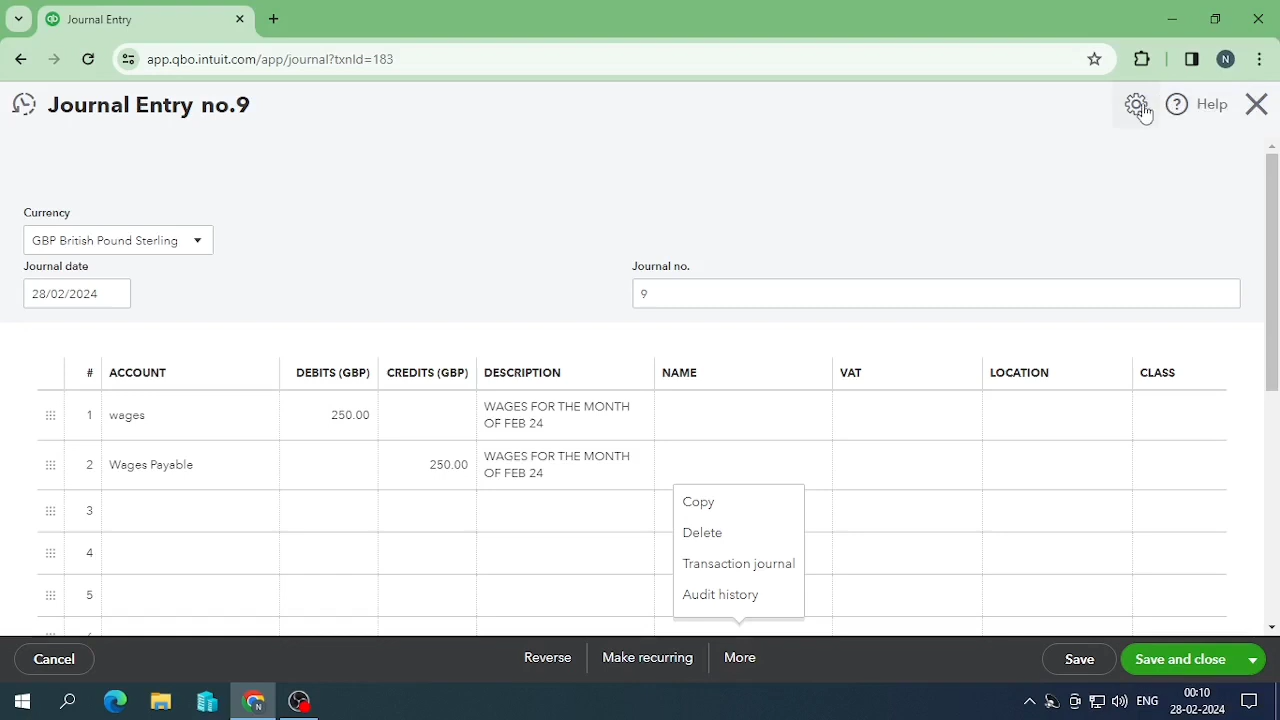 Journal Entry
app.qbo.intuit.com/app/journal?txnId=183
N
Journal Entry no.9
Help
Currency
GBP British Pound Sterling
Journal date
28/02/2024
Journal no.
9
# ACCOUNT DEBITS (GBP) CREDITS (GBP) DESCRIPTION NAME VAT LOCATION CLASS
1 wages 250.00 WAGES FOR THE MONTH
OF FEB 24
2 Wages Payable 250.00 WAGES FOR THE MONTH
OF FEB 24
3
4
5
Copy
Delete
Transaction journal
Audit history
Cancel
Reverse
Make recurring
More
Save
Save and close
ENG
00:10
28-02-2024